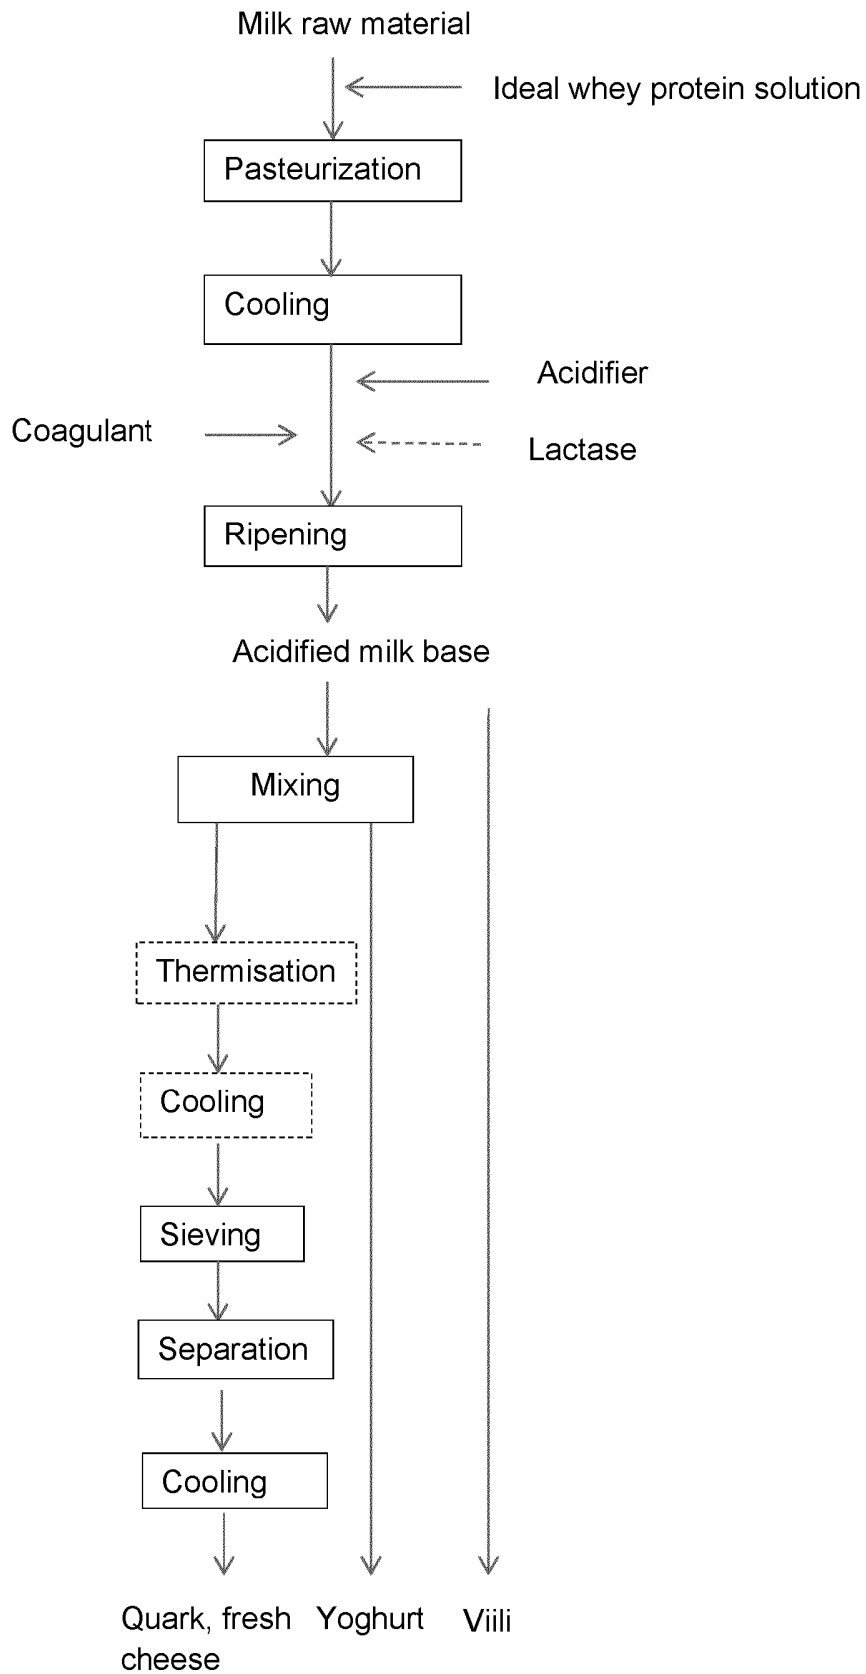 Milk raw material
Ideal whey protein solution
Pasteurization
Cooling
Acidifier
Coagulant
Lactase
Ripening
Acidified milk base
Mixing
Thermisation
Cooling
Sieving
Separation
Cooling
Quark, fresh
cheese
Yoghurt
Viili